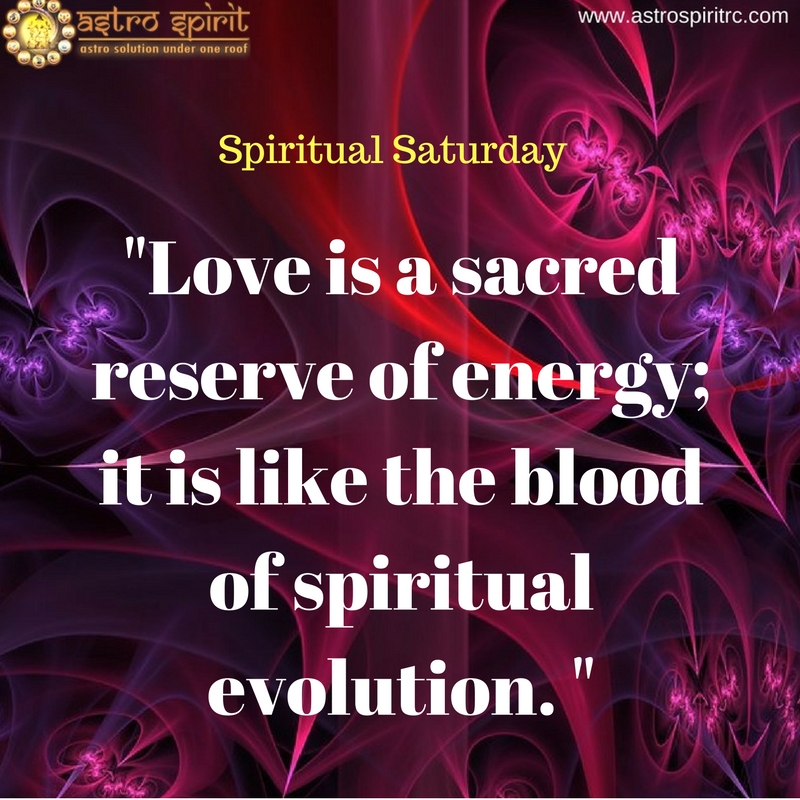 astro spirit
astro solution under one roof
www.astrospiritrc.com
Spiritual Saturday
"Love is a sacred
reserve of energy;
it is like the blood
of spiritual
evolution. "